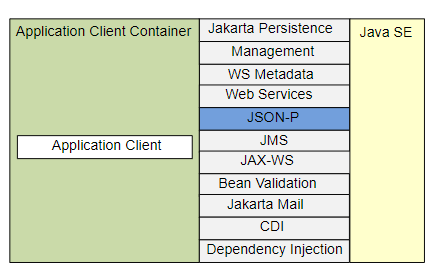 Application Client Container
Application Client
Jakarta Persistence
Management
WS Metadata
Web Services
JSON-P
JMS
JAX-WS
Bean Validation
Jakarta Mail
CDI
Dependency Injection
Java SE